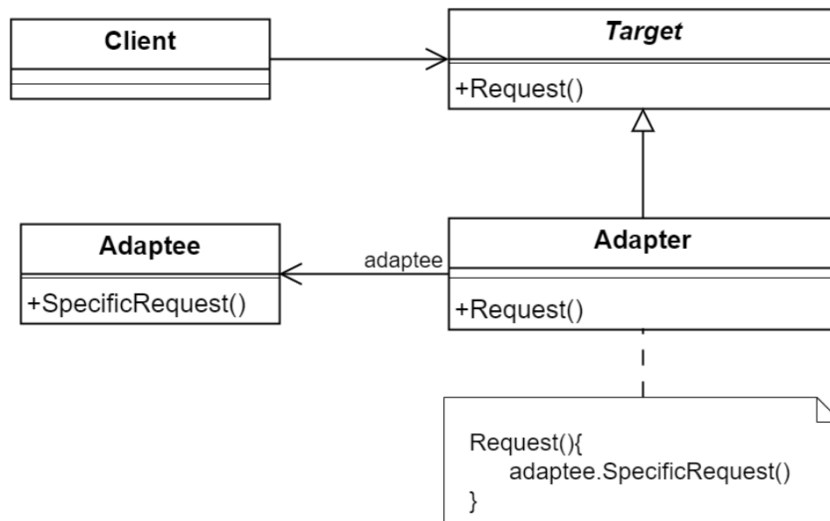 Client
Target
+Request()
Adaptee
+SpecificRequest()
adaptee
Adapter
+Request()
Request(){
adaptee.SpecificRequest()
}